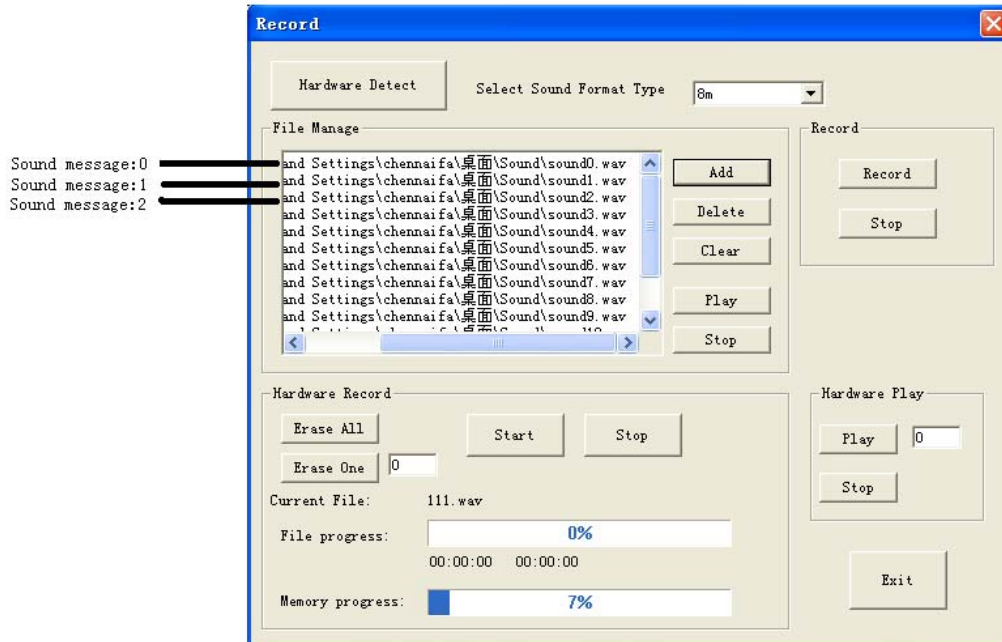 Record
Hardware Detect
Select Sound Format Type
8m
File Manage
Record
Sound message:0
Sound message:1
Sound message:2
and Settings\chennaifa\桌面\Sound\sound0.wav
and Settings\chennaifa\桌面\Sound\sound1.wav
and Settings\chennaifa\桌面\Sound\sound2.wav
and Settings\chennaifa\桌面\Sound\sound3.wav
and Settings\chennaifa\桌面\Sound\sound4.wav
and Settings\chennaifa\桌面\Sound\sound5.wav
and Settings\chennaifa\桌面\Sound\sound6.wav
and Settings\chennaifa\桌面\Sound\sound7.wav
and Settings\chennaifa\桌面\Sound\sound8.wav
and Settings\chennaifa\桌面\Sound\sound9.wav
Add
Delete
Clear
Play
Stop
Record
Stop
Hardware Record
Erase All
Start
Stop
Erase One
0
Current File:
111.wav
File progress:
0%
00:00:00 00:00:00
Memory progress:
7%
Hardware Play
Play
0
Stop
Exit